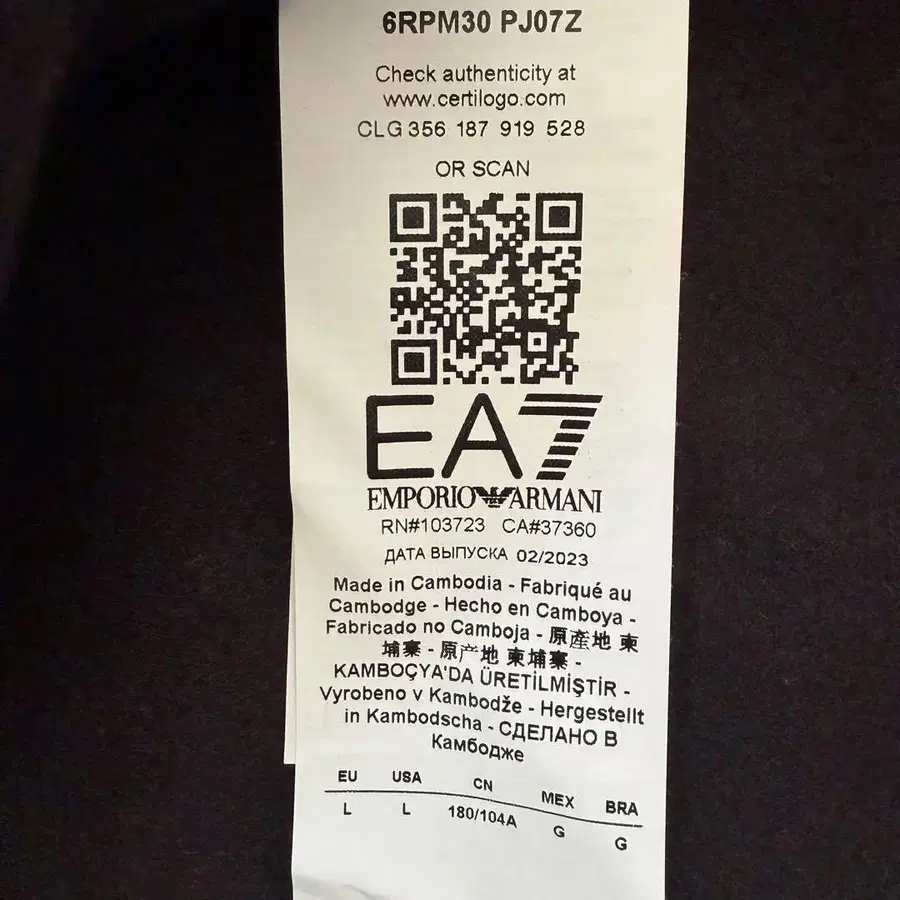 6RPM30 PJ07Z
Check authenticity at
www.certilogo.com
CLG 356 187 919 528
OR SCAN
EA7
EMPORIO ARMANI
RN#103723 CA#37360
ДАТА ВЫПУСКА 02/2023
Made in Cambodia - Fabriqué au
Cambodge - Hecho en Camboya -
Fabricado no Camboja - 原產地 柬
埔寨 - 原产地 柬埔寨 -
KAMBOÇYA'DA ÜRETİLMİŞTİR -
Vyrobeno v Kambodže - Hergestellt
in Kambodscha - СДЕЛАНО В
Камбодже
EU USA CN MEX BRA
L L 180/104A G G